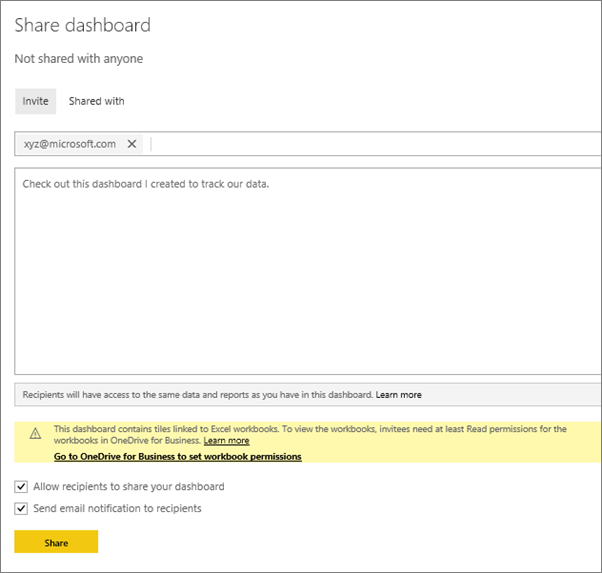 Share dashboard
Not shared with anyone
Invite Shared with
xyz@microsoft.com
Check out this dashboard I created to track our data.
Recipients will have access to the same data and reports as you have in this dashboard. Learn more
This dashboard contains tiles linked to Excel workbooks. To view the workbooks, invitees need at least Read permissions for the
workbooks in OneDrive for Business. Learn more
Go to OneDrive for Business to set workbook permissions
Allow recipients to share your dashboard
Send email notification to recipients
Share